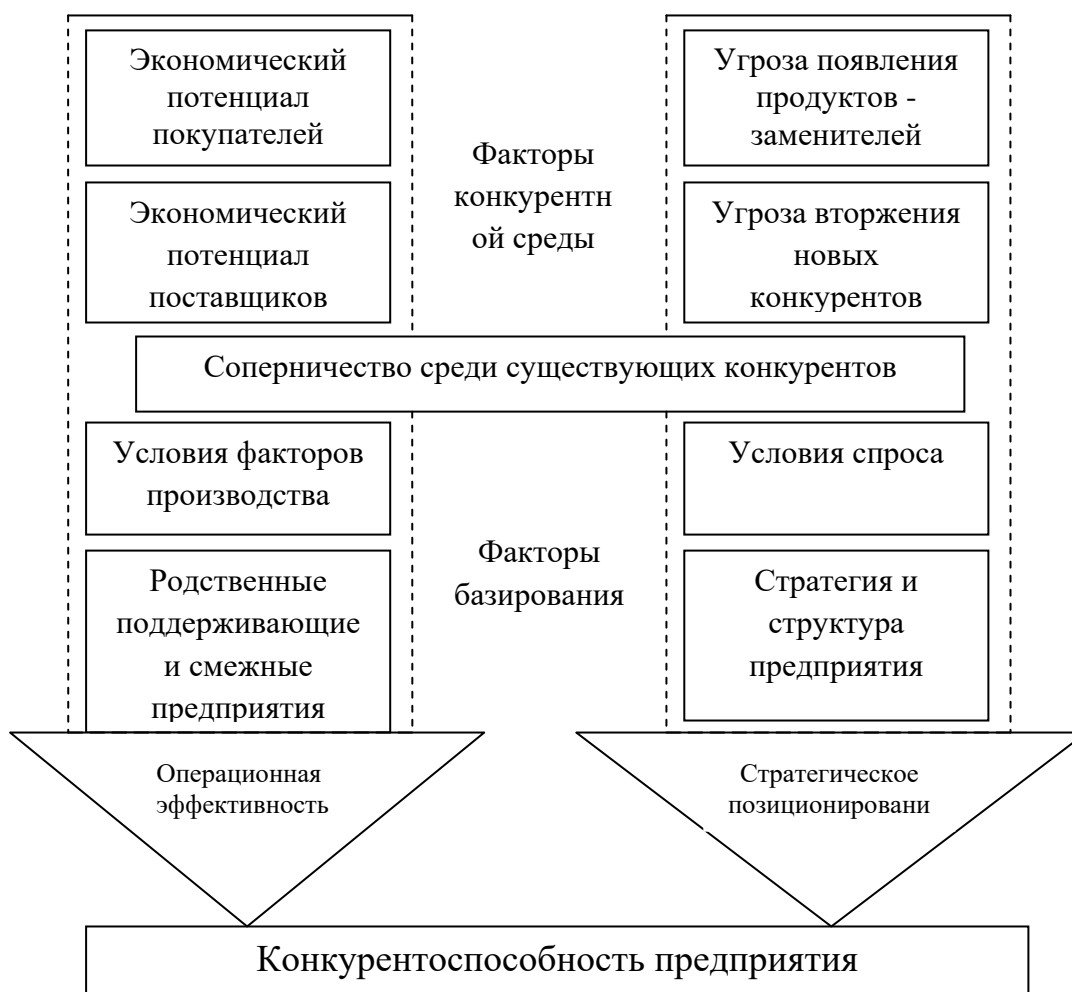 Экономический
потенциал
покупателей
Угроза появления
продуктов -
заменителей
Факторы
конкурентн
ой среды
Экономический
потенциал
поставщиков
Угроза вторжения
новых
конкурентов
Соперничество среди существующих конкурентов
Условия факторов
производства
Условия спроса
Факторы
базирования
Родственные
поддерживающие
и смежные
предприятия
Стратегия и
структура
предприятия
Операционная
эффективность
Стратегическое
позиционировани
Конкурентоспособность предприятия